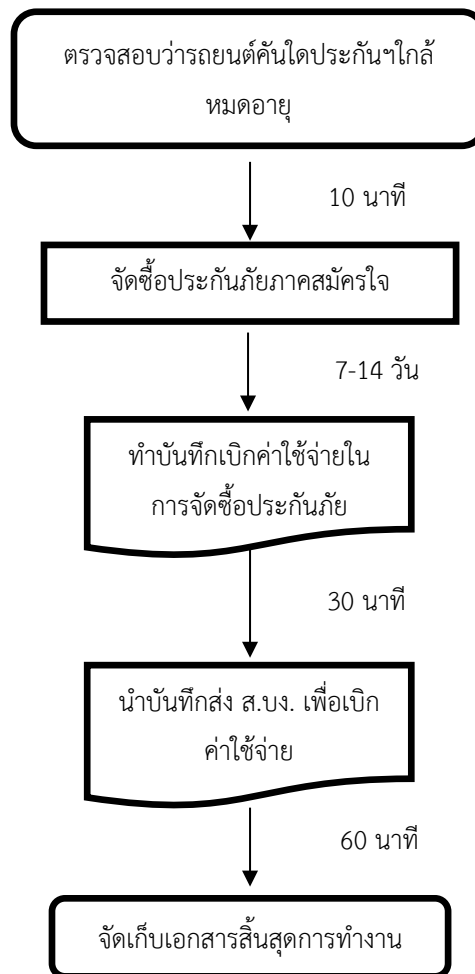 ตรวจสอบว่ารถยนต์คันใดประกันฯใกล้
หมดอายุ
10 นาที
จัดซื้อประกันภัยภาคสมัครใจ
7-14 วัน
ทำบันทึกเบิกค่าใช้จ่ายใน
การจัดซื้อประกันภัย
30 นาที
นำบันทึกส่ง ส.บง. เพื่อเบิก
ค่าใช้จ่าย
60 นาที
จัดเก็บเอกสารสิ้นสุดการทำงาน